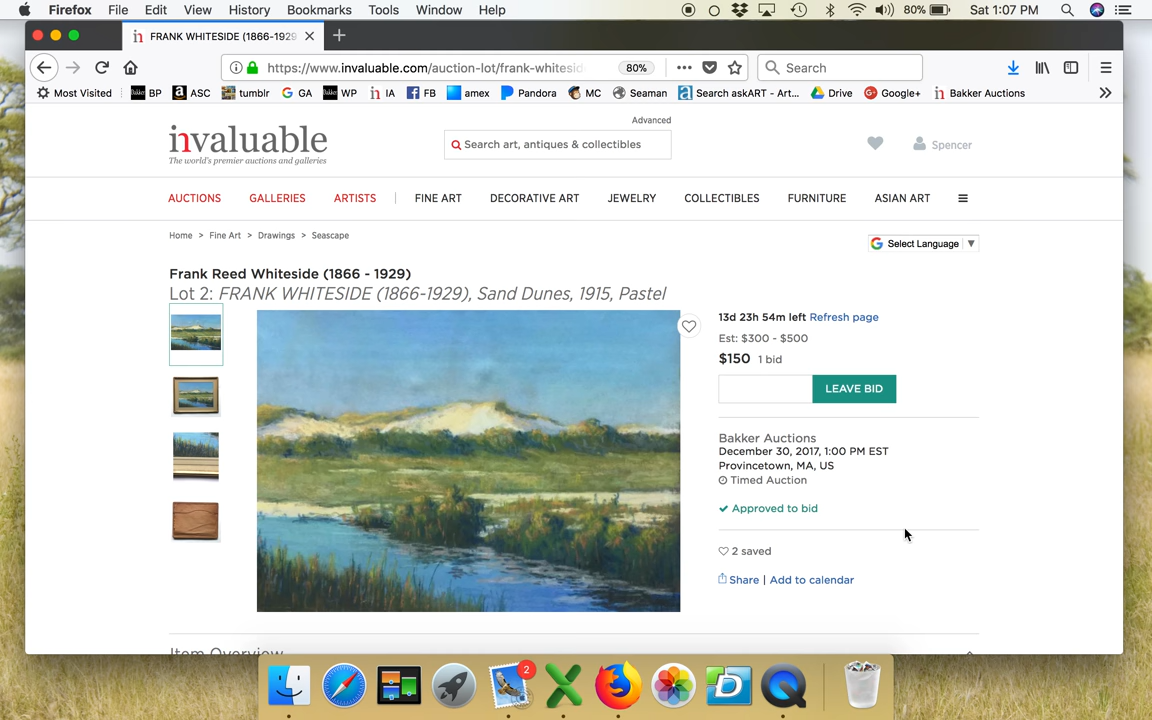 Firefox File Edit View History Bookmarks Tools Window Help 80% Sat 1:07 PM
FRANK WHITESIDE (1866-1929
https://www.invaluable.com/auction-lot/frank-whitesid 80% Search
Most Visited BP ASC tumblr GA WP IA FB amex Pandora MC Seaman Search askART - Art... Drive Google+ Bakker Auctions
Advanced
invaluable
The world's premier auctions and galleries
Search art, antiques & collectibles
Spencer
AUCTIONS GALLERIES ARTISTS | FINE ART DECORATIVE ART JEWELRY COLLECTIBLES FURNITURE ASIAN ART
Home > Fine Art > Drawings > Seascape
Select Language ▼
Frank Reed Whiteside (1866 - 1929)
Lot 2: FRANK WHITESIDE (1866-1929), Sand Dunes, 1915, Pastel
13d 23h 54m left Refresh page
Est: $300 - $500
$150 1 bid
LEAVE BID
Bakker Auctions
December 30, 2017, 1:00 PM EST
Provincetown, MA, US
Timed Auction
Approved to bid
2 saved
Share | Add to calendar
Item Overview
2